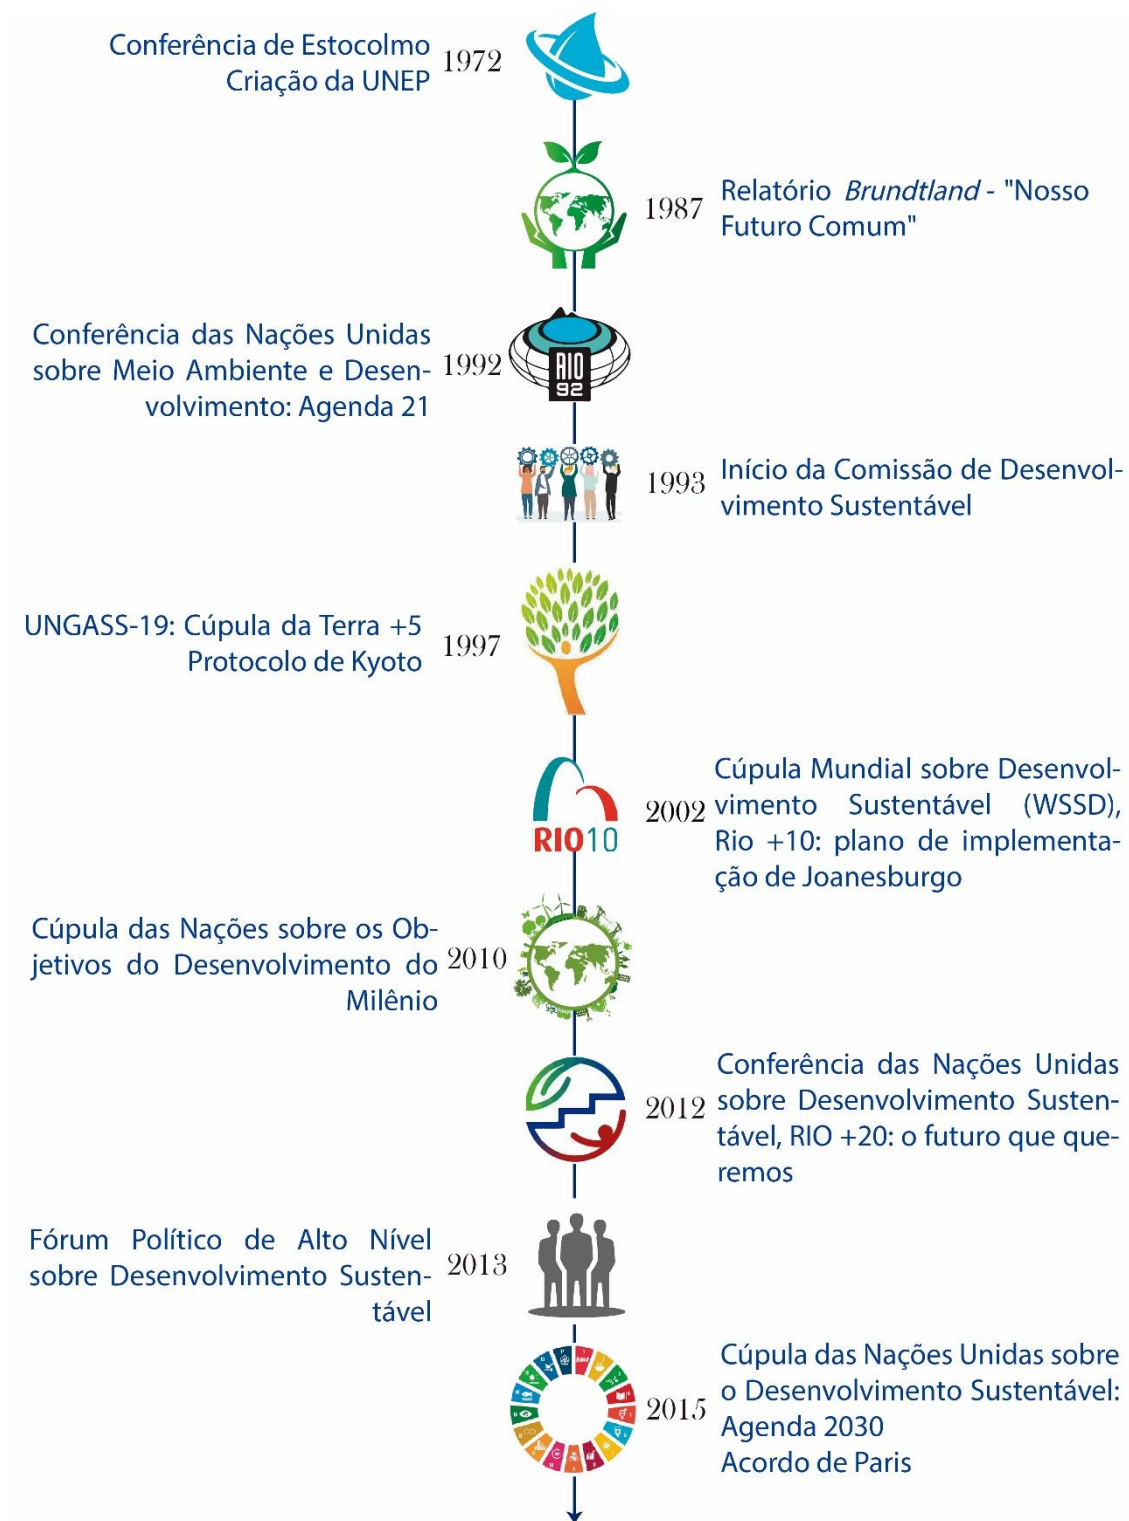 Conferência de Estocolmo
Criação da UNEP
1972
1987
Relatório Brundtland - "Nosso
Futuro Comum"
Conferência das Nações Unidas
sobre Meio Ambiente e Desen-
volvimento: Agenda 21
1992
RIO
92
1993
Início da Comissão de Desenvol-
vimento Sustentável
UNGASS-19: Cúpula da Terra +5
Protocolo de Kyoto
1997
RIO10
2002
Cúpula Mundial sobre Desenvol-
vimento Sustentável (WSSD),
Rio +10: plano de implementa-
ção de Joanesburgo
Cúpula das Nações sobre os Ob-
jetivos do Desenvolvimento do
Milênio
2010
2012
Conferência das Nações Unidas
sobre Desenvolvimento Susten-
tável, RIO +20: o futuro que que-
remos
Fórum Político de Alto Nível
sobre Desenvolvimento Susten-
tável
2013
2015
Cúpula das Nações Unidas sobre
o Desenvolvimento Sustentável:
Agenda 2030
Acordo de Paris